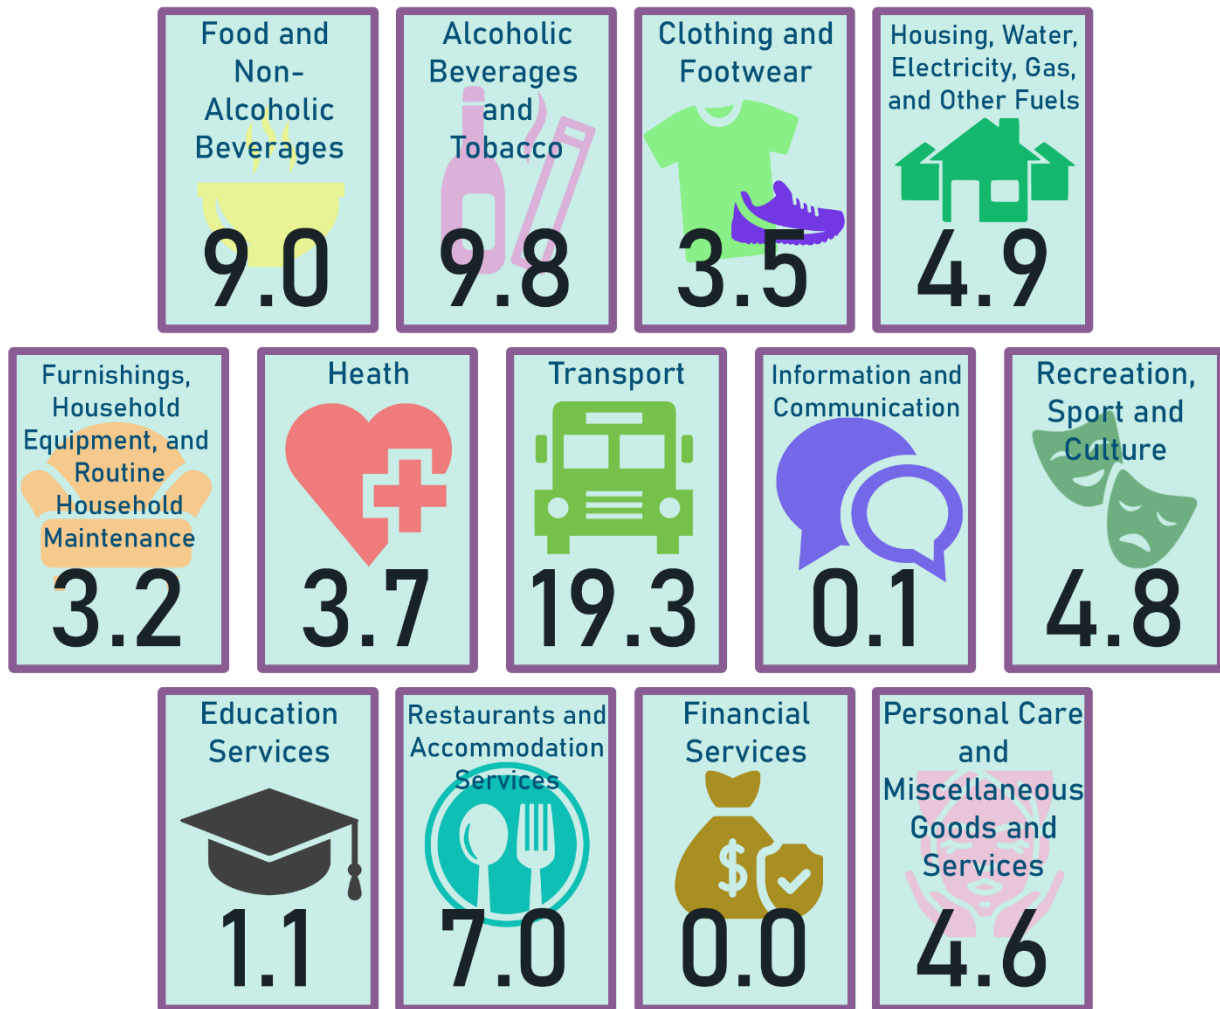 Food and
Non-
Alcoholic
Beverages
9.0
Alcoholic
Beverages
and
Tobacco
9.8
Clothing and
Footwear
3.5
Housing, Water,
Electricity, Gas,
and Other Fuels
4.9
Furnishings,
Household
Equipment, and
Routine
Household
Maintenance
3.2
Heath
3.7
Transport
19.3
Information and
Communication
0.1
Recreation,
Sport and
Culture
4.8
Education
Services
1.1
Restaurants and
Accommodation
Services
7.0
Financial
Services
$
0.0
Personal Care
and
Miscellaneous
Goods and
Services
4.6